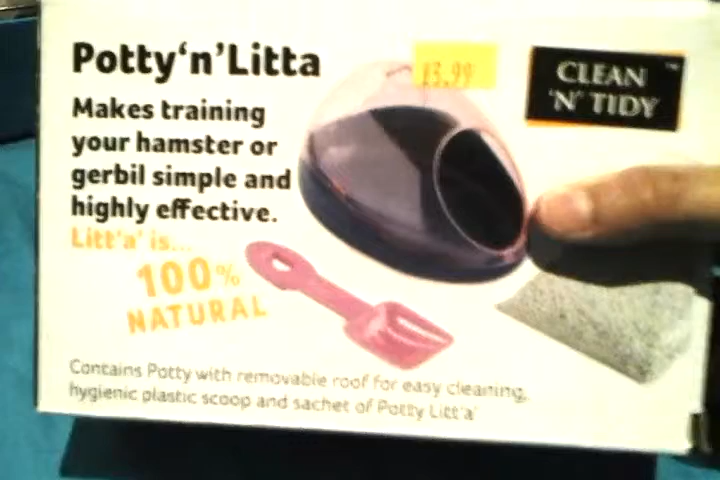 Potty'n'Litta
£3.99
CLEAN
'N' TIDY
TM
Makes training
your hamster or
gerbil simple and
highly effective.
Litt'a' is...
100%
NATURAL
Contains Potty with removable roof for easy cleaning,
hygienic plastic scoop and sachet of Potty Litt'a'